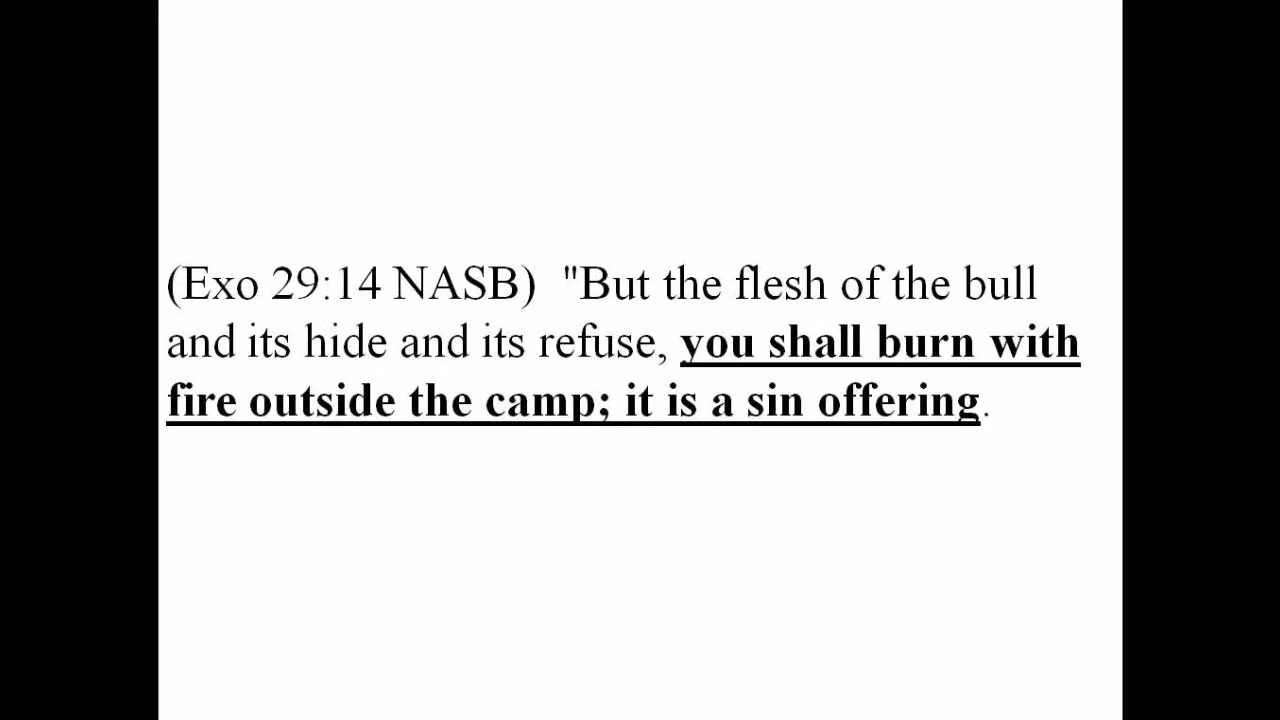 (Exo 29:14 NASB)  "But the flesh of the bull
and its hide and its refuse, you shall burn with
fire outside the camp; it is a sin offering.